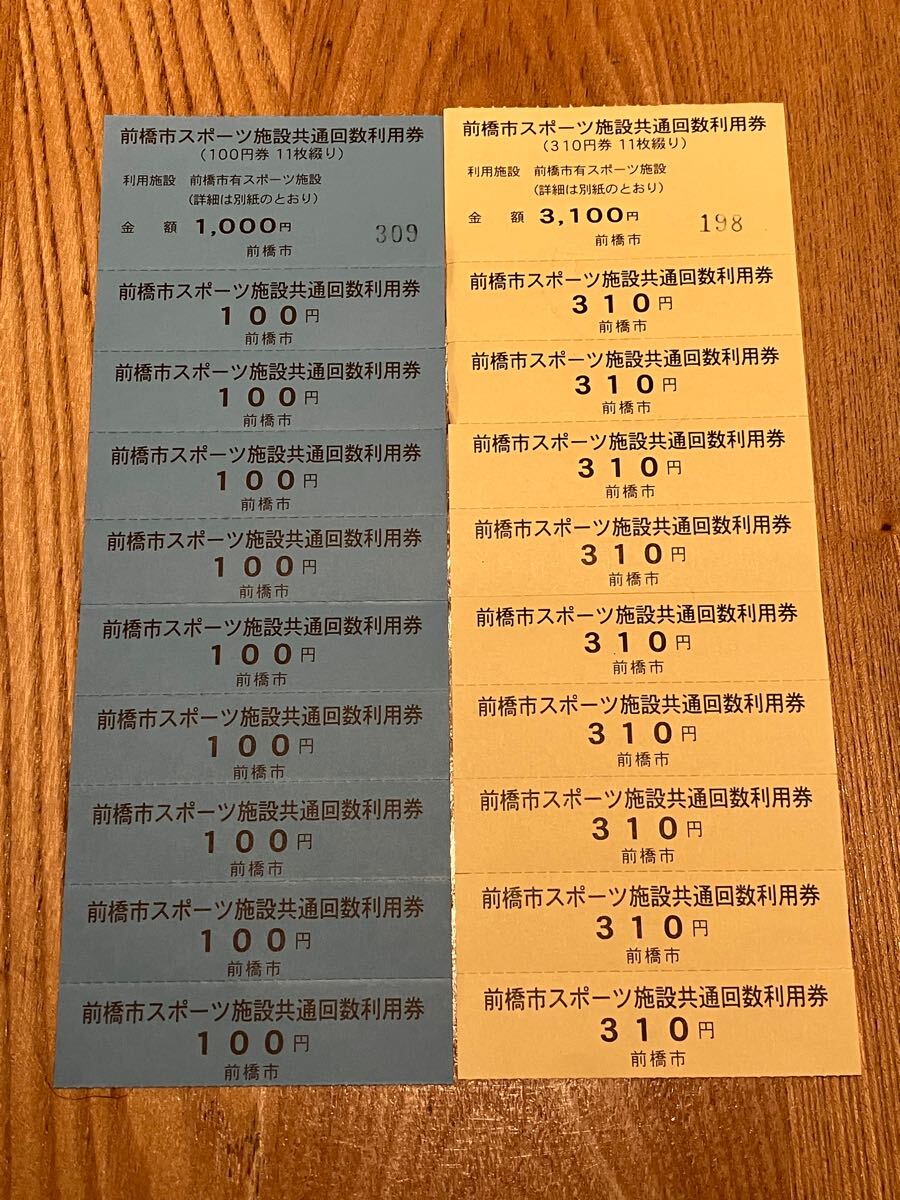 前橋市スポーツ施設共通回数利用券
(100円券 11枚綴り)
利用施設 前橋市有スポーツ施設
(詳細は別紙のとおり)
金 額 1,000円
309
前橋市
前橋市スポーツ施設共通回数利用券
100円
前橋市
前橋市スポーツ施設共通回数利用券
100円
前橋市
前橋市スポーツ施設共通回数利用券
100円
前橋市
前橋市スポーツ施設共通回数利用券
100円
前橋市
前橋市スポーツ施設共通回数利用券
100円
前橋市
前橋市スポーツ施設共通回数利用券
100円
前橋市
前橋市スポーツ施設共通回数利用券
100円
前橋市
前橋市スポーツ施設共通回数利用券
100円
前橋市
前橋市スポーツ施設共通回数利用券
100円
前橋市
前橋市スポーツ施設共通回数利用券
(310円券 11枚綴り)
利用施設 前橋市有スポーツ施設
(詳細は別紙のとおり)
金 額 3,100円
198
前橋市
前橋市スポーツ施設共通回数利用券
310円
前橋市
前橋市スポーツ施設共通回数利用券
310円
前橋市
前橋市スポーツ施設共通回数利用券
310円
前橋市
前橋市スポーツ施設共通回数利用券
310円
前橋市
前橋市スポーツ施設共通回数利用券
310円
前橋市
前橋市スポーツ施設共通回数利用券
310円
前橋市
前橋市スポーツ施設共通回数利用券
310円
前橋市
前橋市スポーツ施設共通回数利用券
310円
前橋市
前橋市スポーツ施設共通回数利用券
310円
前橋市